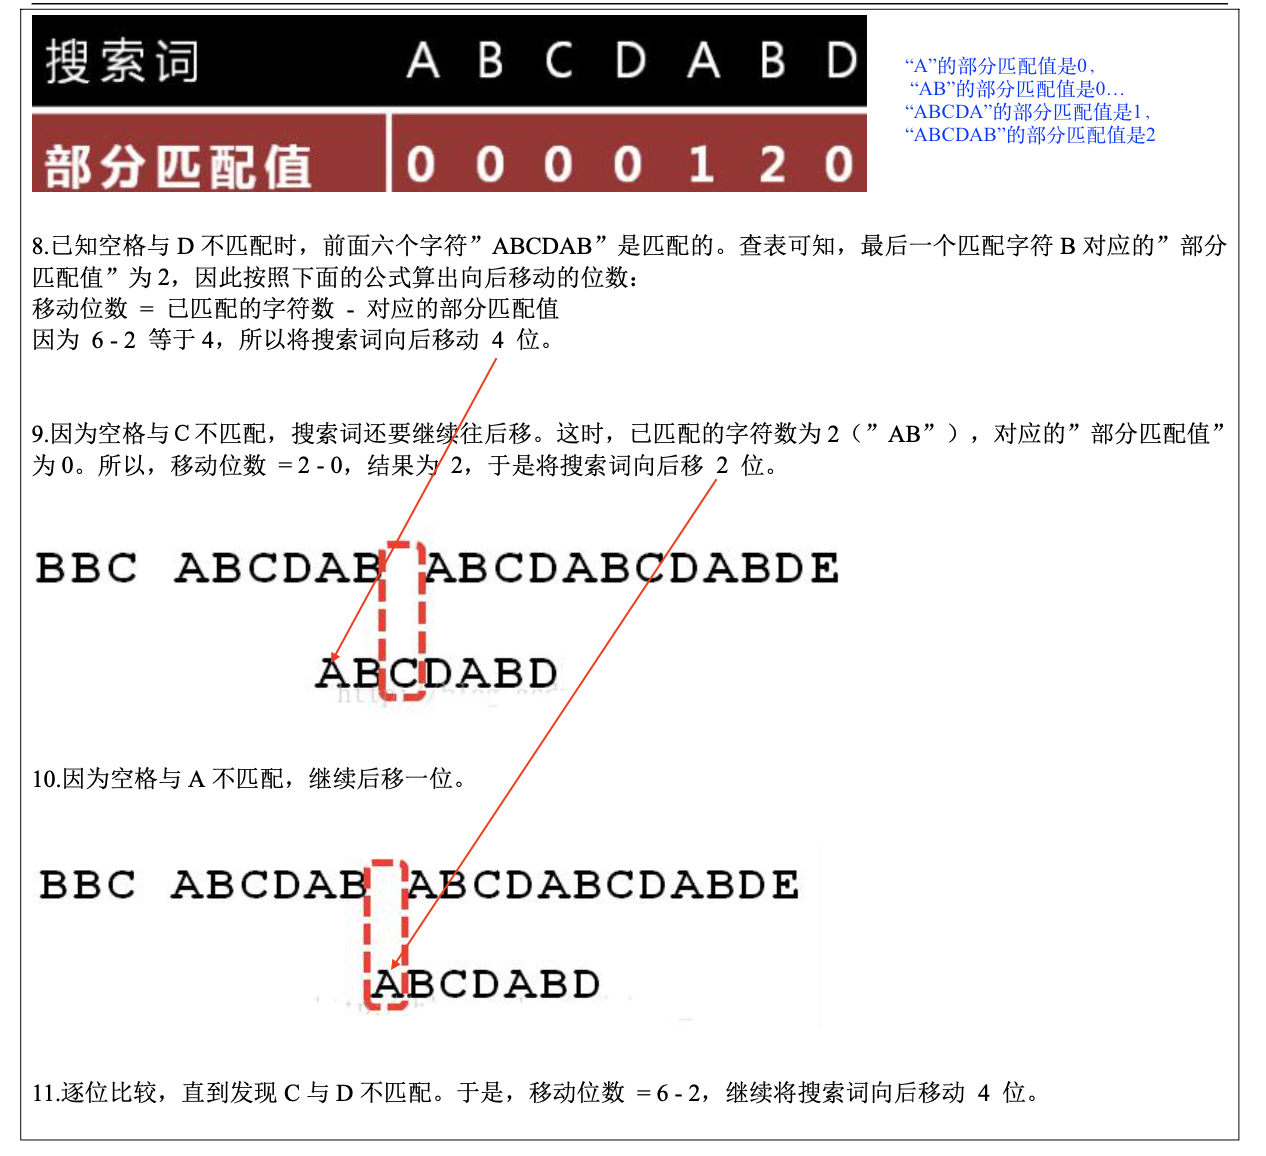 搜索词 A B C D A B D
部分匹配值 0 0 0 0 1 2 0
“A”的部分匹配值是0，
“AB”的部分匹配值是0…
“ABCDA”的部分匹配值是1，
“ABCDAB”的部分匹配值是2
8.已知空格与 D 不匹配时，前面六个字符”ABCDAB”是匹配的。查表可知，最后一个匹配字符 B 对应的”部分
匹配值”为 2，因此按照下面的公式算出向后移动的位数：
移动位数 = 已匹配的字符数 - 对应的部分匹配值
因为 6 - 2 等于 4，所以将搜索词向后移动 4 位。
9.因为空格与 C 不匹配，搜索词还要继续往后移。这时，已匹配的字符数为 2（”AB”），对应的”部分匹配值”
为 0。所以，移动位数 = 2 - 0，结果为 2，于是将搜索词向后移 2 位。
BBC ABCDAB ABCDABCDABDE
ABCDABD
10.因为空格与 A 不匹配，继续后移一位。
BBC ABCDAB ABCDABCDABDE
ABCDABD
11.逐位比较，直到发现 C 与 D 不匹配。于是，移动位数 = 6 - 2，继续将搜索词向后移动 4 位。